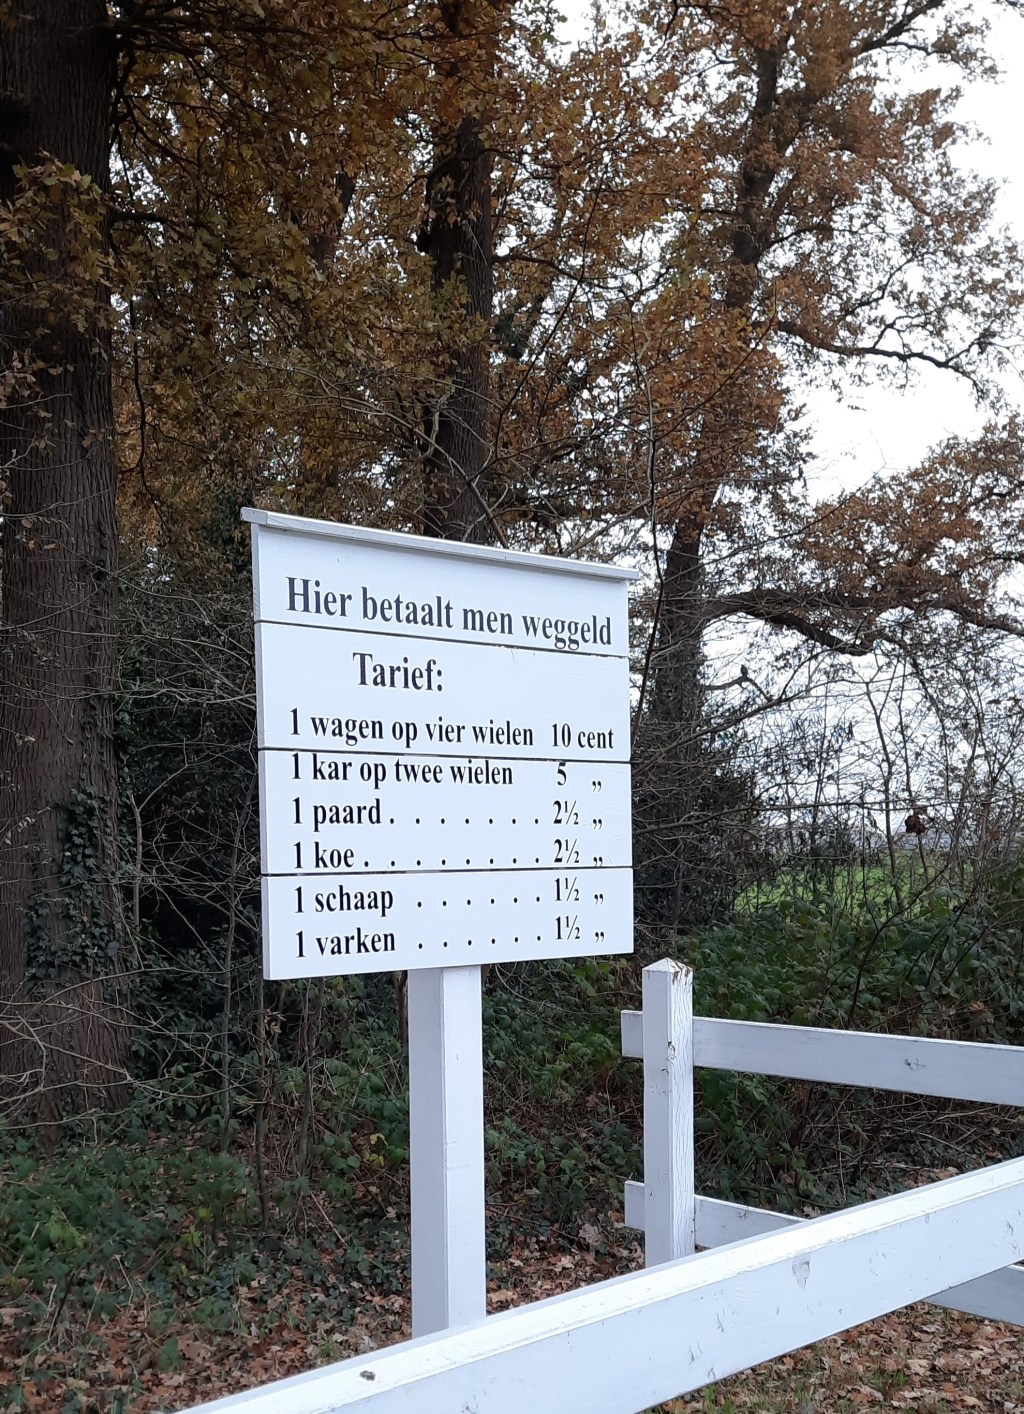 Hier betaalt men weggeld
Tarief:
1 wagen op vier wielen 10 cent
1 kar op twee wielen 5 „
1 paard . . . . . . . 2½ „
1 koe . . . . . . . . 2½ „
1 schaap . . . . . . 1½ „
1 varken . . . . . . 1½ „